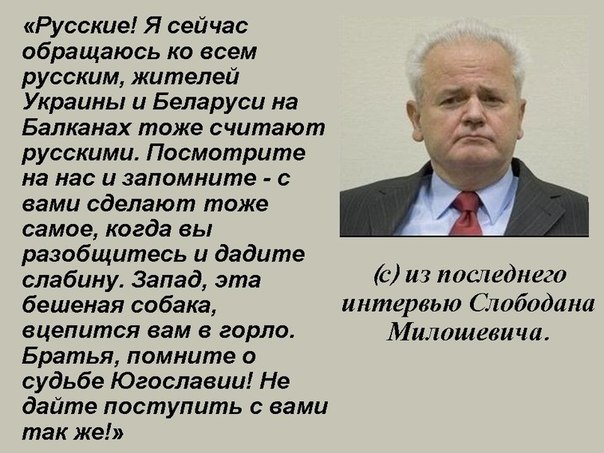 «Русские! Я сейчас
обращаюсь ко всем
русским, жителей
Украины и Беларуси на
Балканах тоже считают
русскими. Посмотрите
на нас и запомните - с
вами сделают тоже
самое, когда вы
разобщитесь и дадите
слабину. Запад, эта
бешеная собака,
вцепится вам в горло.
Братья, помните о
судьбе Югославии! Не
дайте поступить с вами
так же!»
(с) из последнего
интервью Слободана
Милошевича.